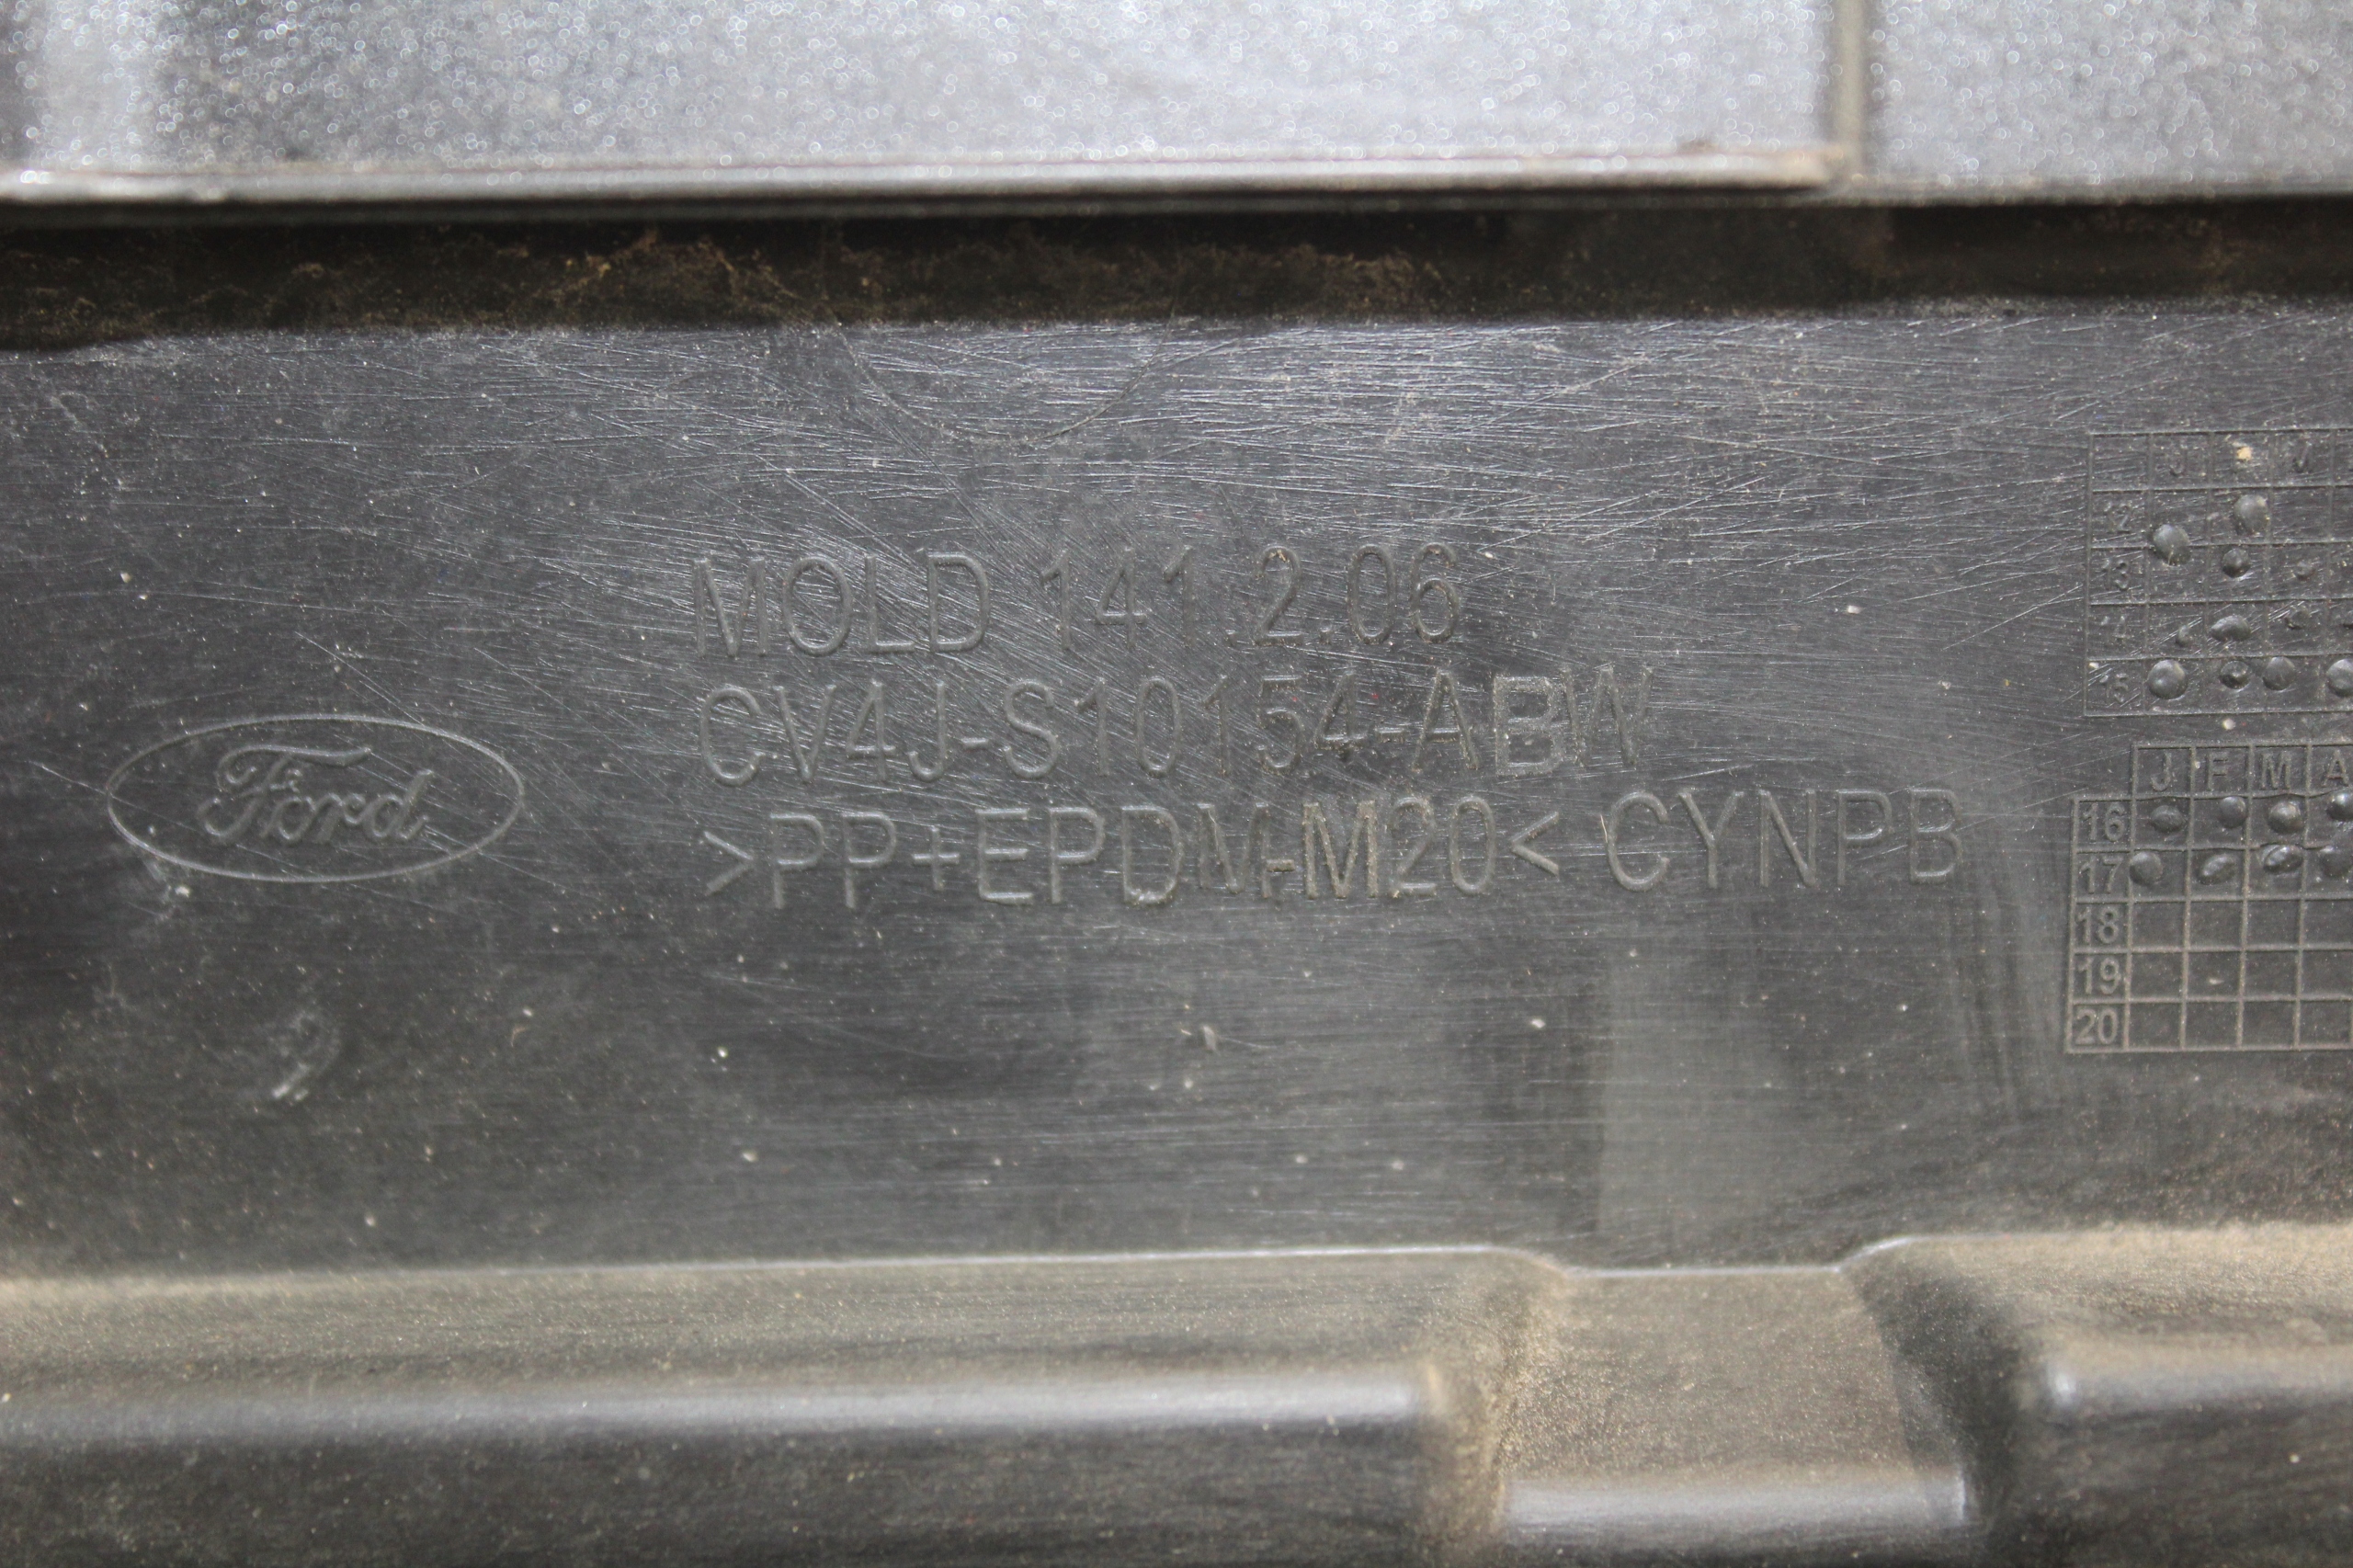 MOLD 141.2.06
CV4J-S10154-ABW
Ford
>PP+EPDM-M20< CYNPB
J
12
13
14
15
J F M A
16
17
18
19
20